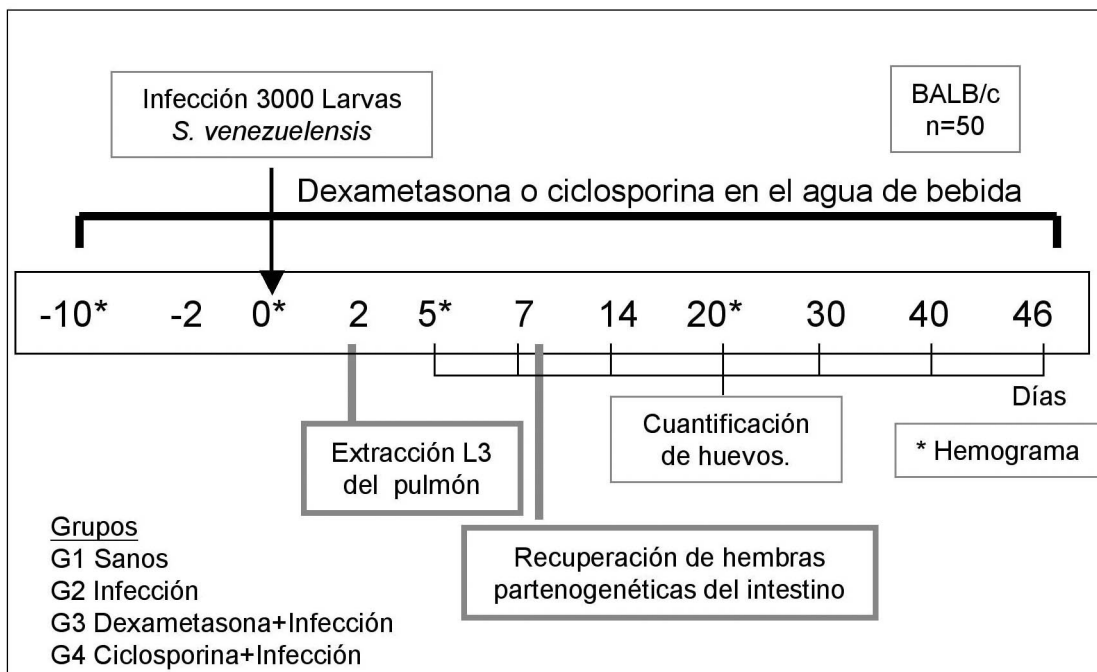 Infección 3000 Larvas
S. venezuelensis
BALB/c
n=50
Dexametasona o ciclosporina en el agua de bebida
-10* -2 0* 2 5* 7 14 20* 30 40 46
Días
Extracción L3
del pulmón
Cuantificación
de huevos.
* Hemograma
Recuperación de hembras
partenogenéticas del intestino
Grupos
G1 Sanos
G2 Infección
G3 Dexametasona+Infección
G4 Ciclosporina+Infección